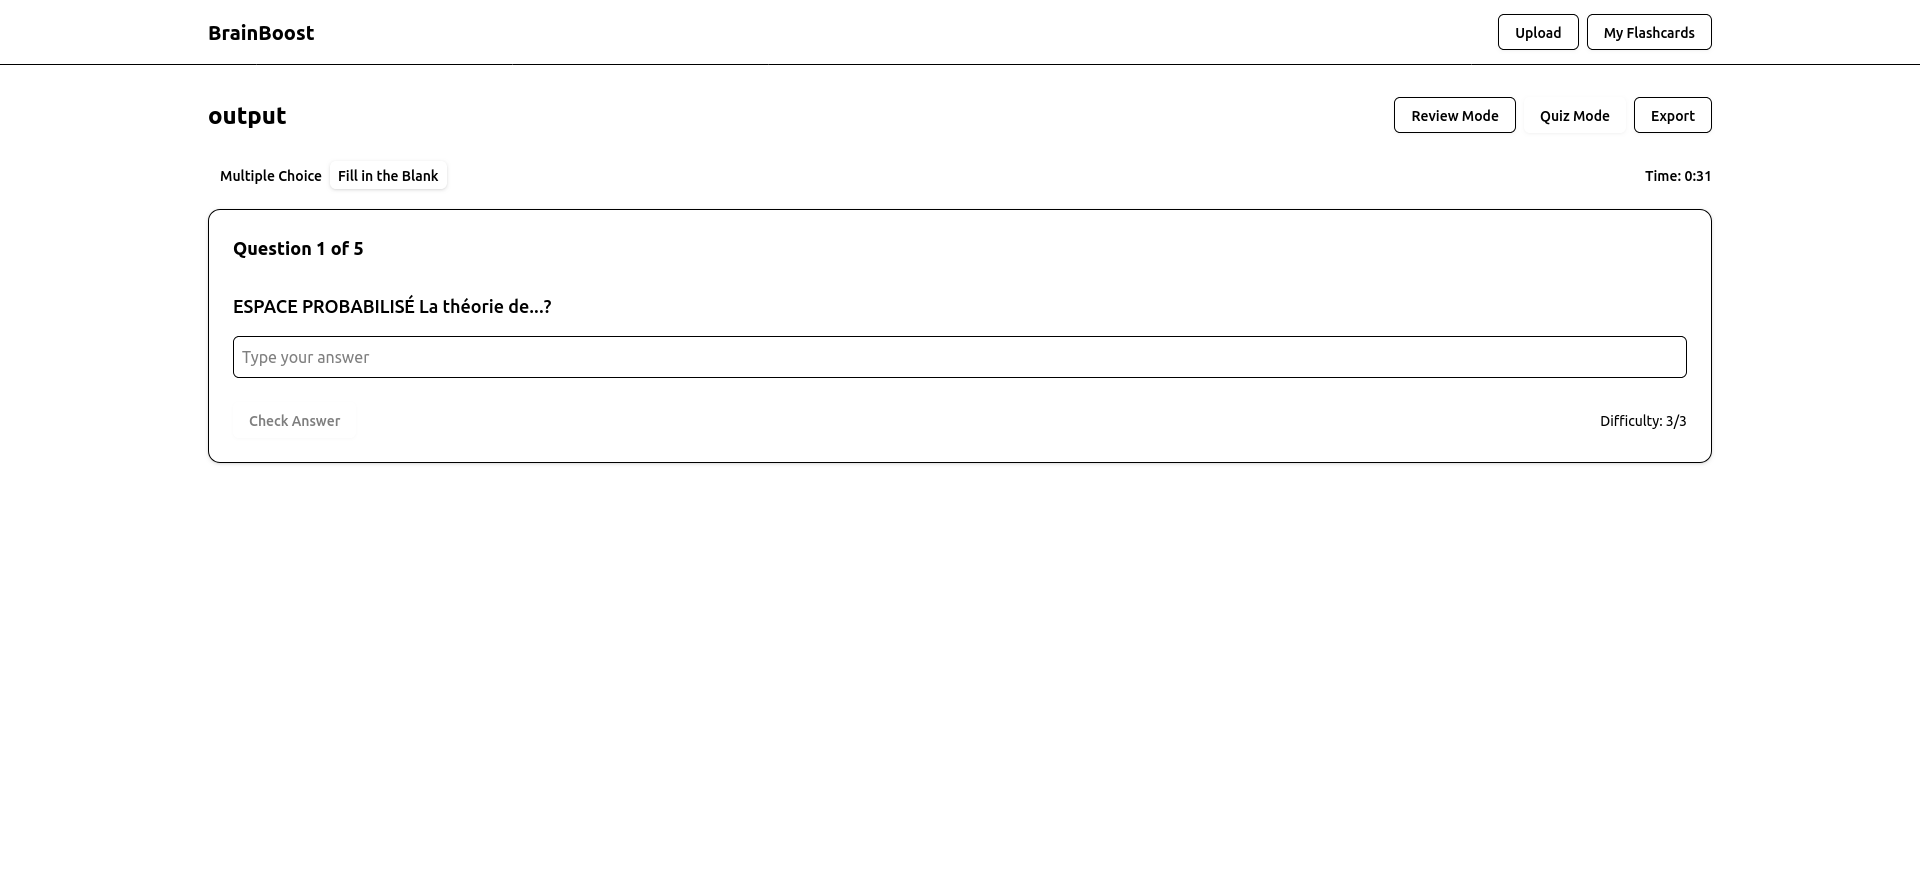 BrainBoost
Upload
My Flashcards
output
Review Mode
Quiz Mode
Export
Multiple Choice
Fill in the Blank
Time: 0:31
Question 1 of 5
ESPACE PROBABILISÉ La théorie de...?
Type your answer
Check Answer
Difficulty: 3/3